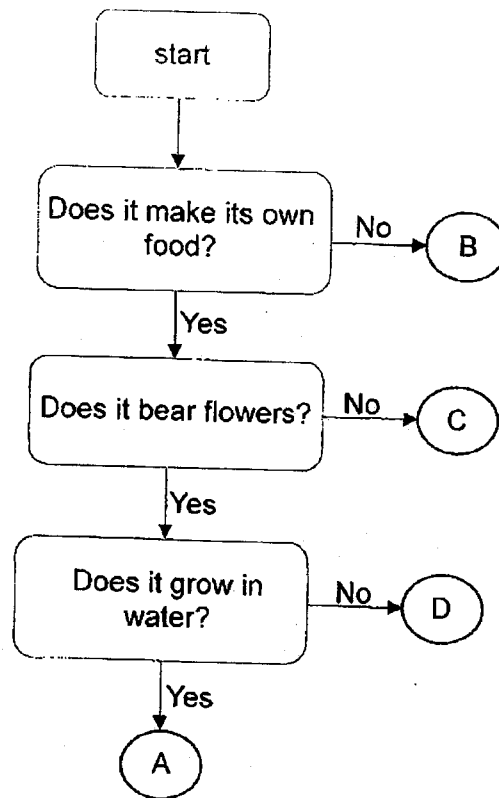 start
Does it make its own
food?
No
B
Yes
Does it bear flowers?
No
C
Yes
Does it grow in
water?
No
D
Yes
A